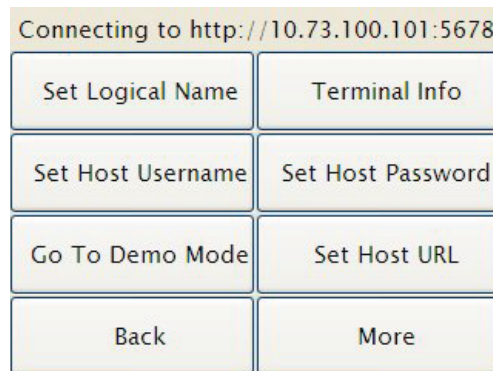 Connecting to http://10.73.100.101:5678
Set Logical Name Terminal Info
Set Host Username Set Host Password
Go To Demo Mode Set Host URL
Back More